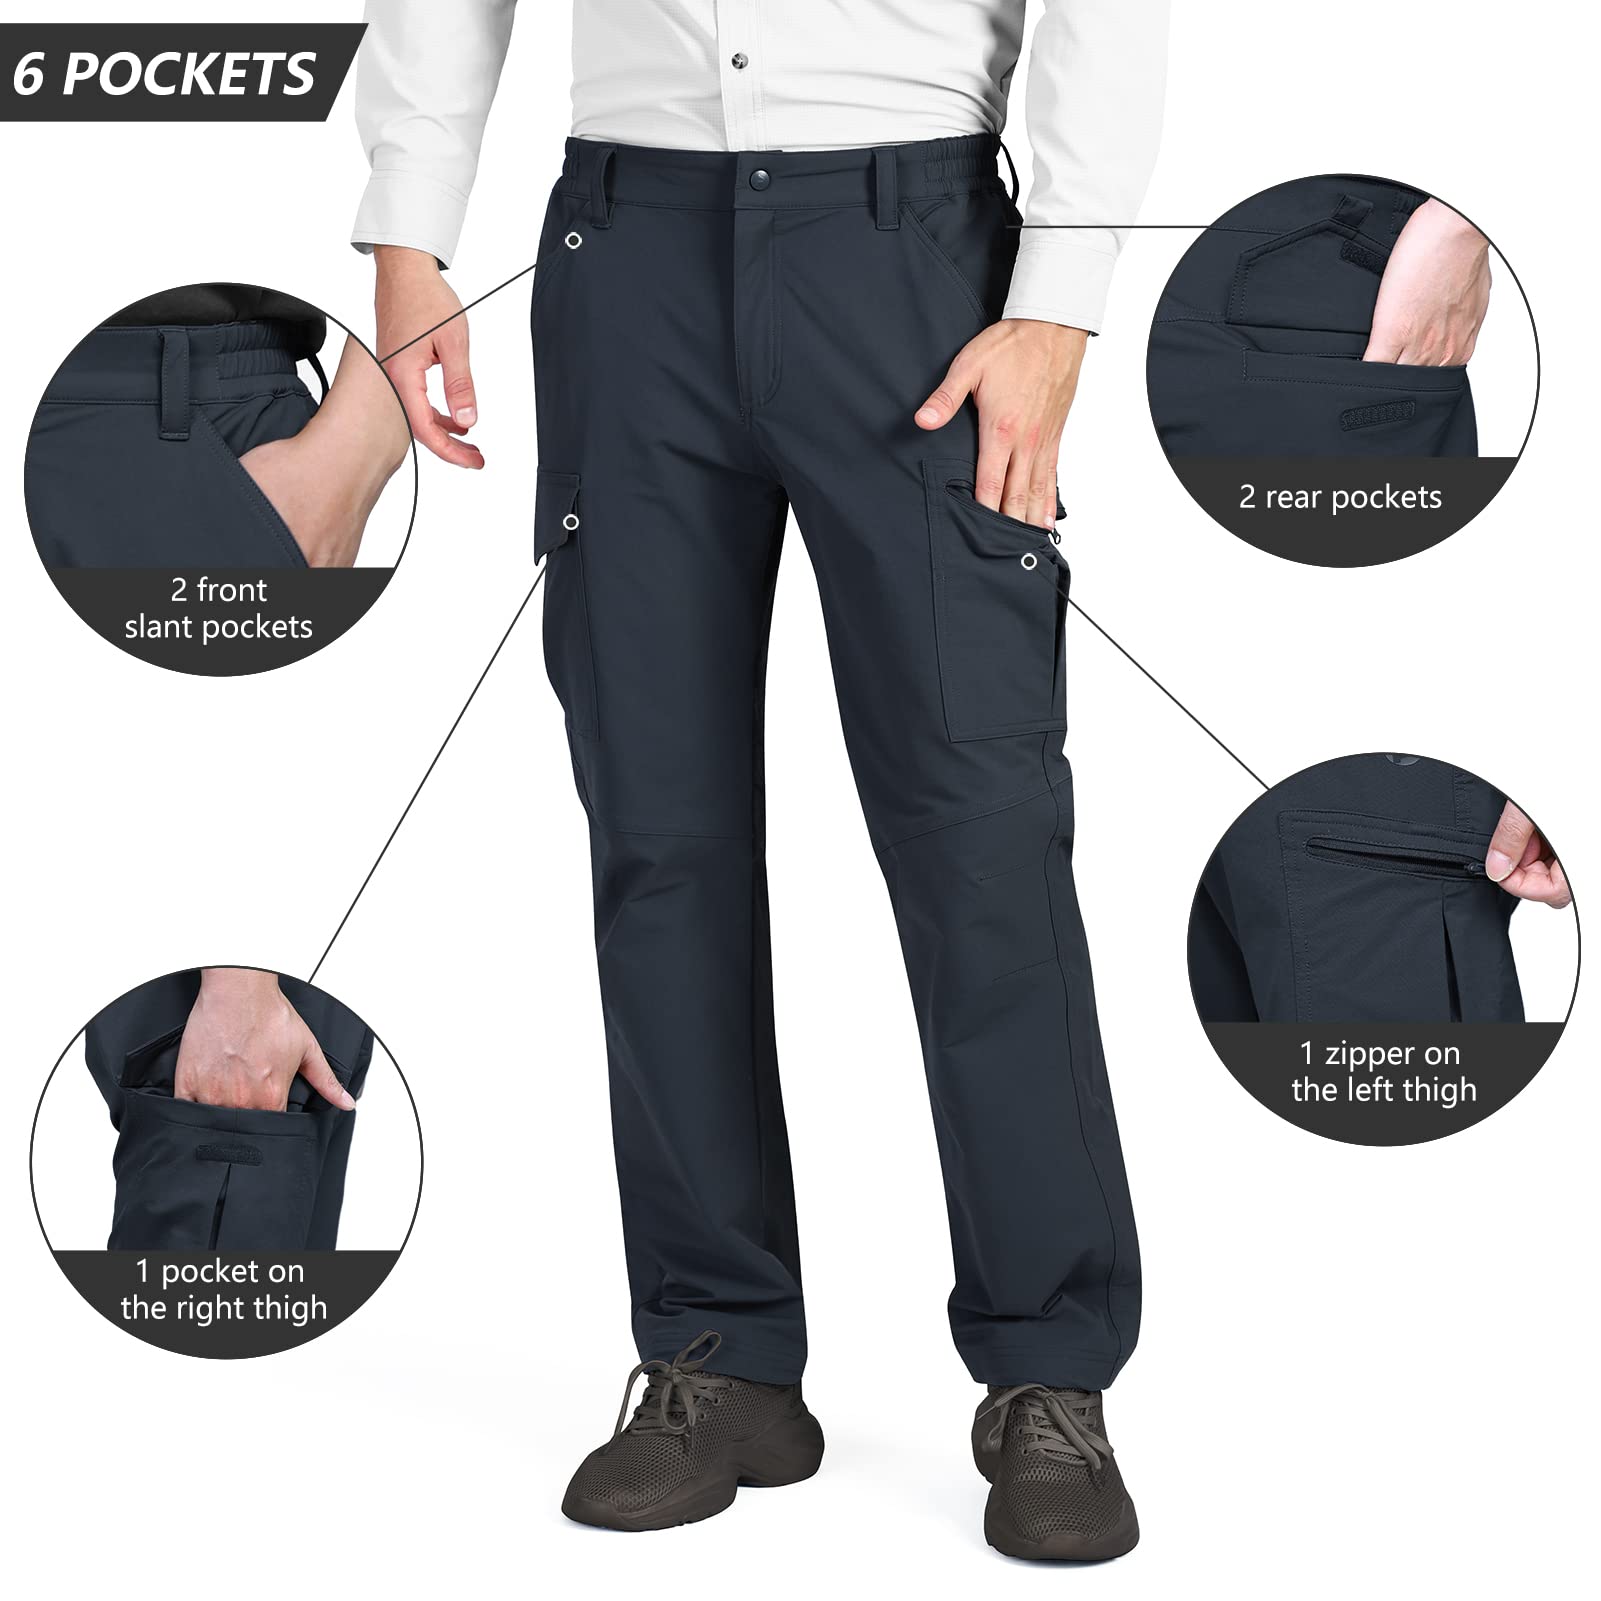 6 POCKETS
2 front
slant pockets
2 rear pockets
1 pocket on
the right thigh
1 zipper on
the left thigh